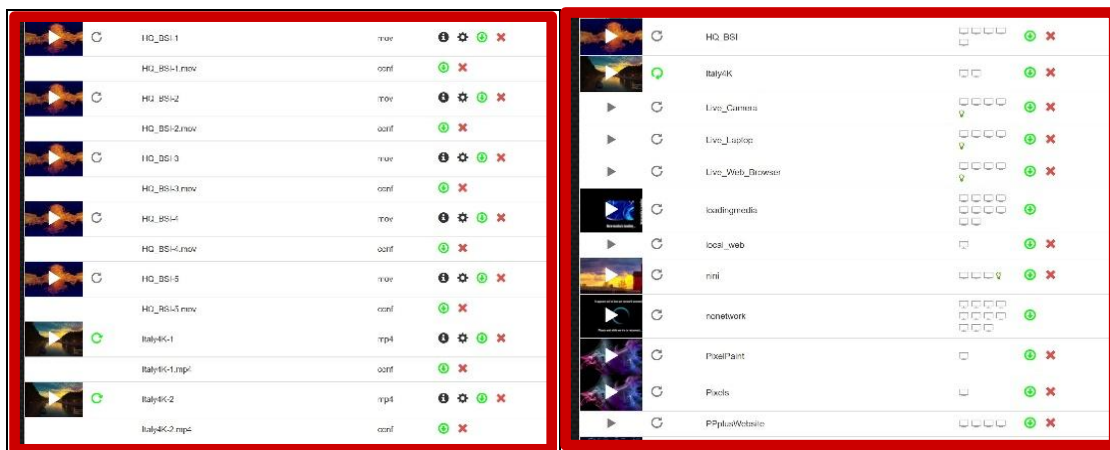 HQ_BSI-1 mov
HQ_BSI-1.mov conf
HQ_BSI-2 mov
HQ_BSI-2.mov conf
HQ_BSI-3 mov
HQ_BSI-3.mov conf
HQ_BSI-4 mov
HQ_BSI-4.mov conf
HQ_BSI-5 mov
HQ_BSI-5.mov conf
Italy4K-1 mp4
Italy4K-1.mp4 conf
Italy4K-2 mp4
Italy4K-2.mp4 conf
HQ_BSI
Italy4K
Live_Camera
Live_Laptop
Live_Web_Browser
loadingmedia
local_web
nini
nonetwork
PixelPaint
Pixels
PPplusWebsite